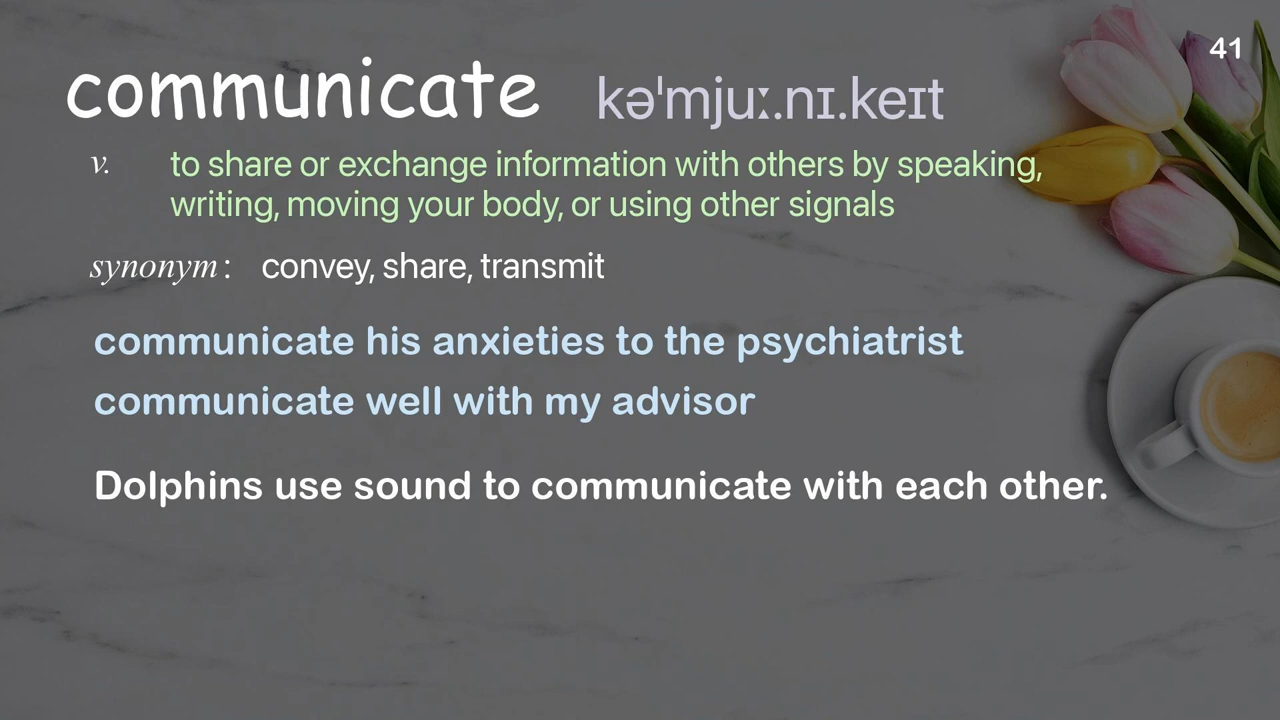 41
communicate kəˈmjuː.nɪ.keɪt
v. to share or exchange information with others by speaking,
writing, moving your body, or using other signals
synonym : convey, share, transmit
communicate his anxieties to the psychiatrist
communicate well with my advisor
Dolphins use sound to communicate with each other.